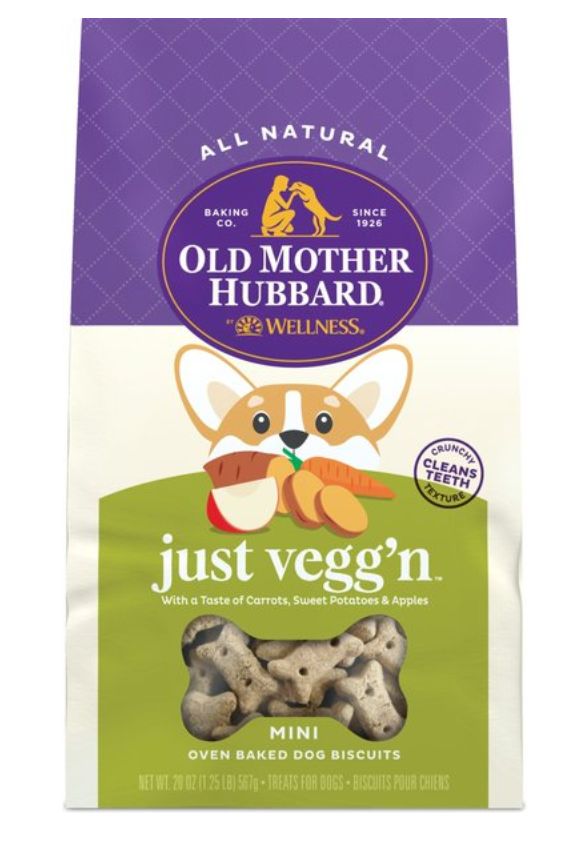 ALL NATURAL
BAKING CO.
SINCE 1926
OLD MOTHER
HUBBARD®
BY WELLNESS®
CRUNCHY
CLEANS
TEETH
TEXTURE
just vegg'n™
With a Taste of Carrots, Sweet Potatoes & Apples
MINI
OVEN BAKED DOG BISCUITS
NET WT. 20 OZ (1.25 LB) 567g • TREATS FOR DOGS • BISCUITS POUR CHIENS